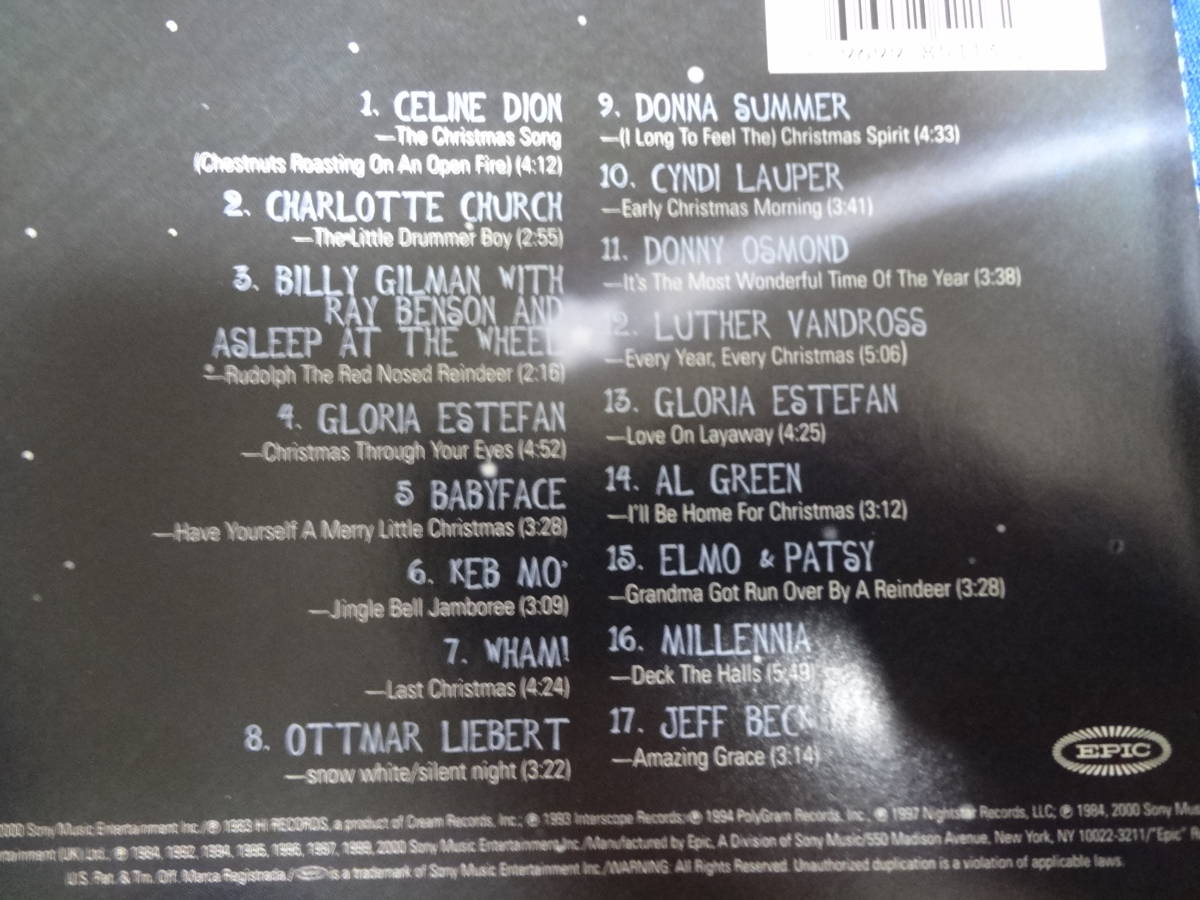 1. CELINE DION
—The Christmas Song
(Chestnuts Roasting On An Open Fire) (4:12)
2. CHARLOTTE CHURCH
—The Little Drummer Boy (2:55)
3. BILLY GILMAN WITH
RAY BENSON AND
ASLEEP AT THE WHEEL
—Rudolph The Red Nosed Reindeer (2:16)
4. GLORIA ESTEFAN
—Christmas Through Your Eyes (4:52)
5 BABYFACE
—Have Yourself A Merry Little Christmas (3:28)
6. KEB MO'
—Jingle Bell Jamboree (3:09)
7. WHAM!
—Last Christmas (4:24)
8. OTTMAR LIEBERT
—snow white/silent night (3:22)
9. DONNA SUMMER
—(I Long To Feel The) Christmas Spirit (4:33)
10. CYNDI LAUPER
—Early Christmas Morning (3:41)
11. DONNY OSMOND
—It's The Most Wonderful Time Of The Year (3:38)
12. LUTHER VANDROSS
—Every Year, Every Christmas (5:06)
13. GLORIA ESTEFAN
—Love On Layaway (4:25)
14. AL GREEN
—I'll Be Home For Christmas (3:12)
15. ELMO & PATSY
—Grandma Got Run Over By A Reindeer (3:28)
16. MILLENNIA
—Deck The Halls (5:49)
17. JEFF BECK
—Amazing Grace (3:14)
EPIC
2000 Sony Music Entertainment Inc./℗ 1983 HI RECORDS, a product of Cream Records, Inc.; ℗ 1993 Interscope Records; ℗ 1994 PolyGram Records, Inc., ℗ 1997 Nightstar Records, LLC; ℗ 1984, 2000 Sony
(UK) Ltd., ℗ 1984, 1992, 1994, 1995, 1996, 1997, 1999, 2000 Sony Music Entertainment Inc./Manufactured by Epic, A Division of Sony Music/550 Madison Avenue, New York, NY 10022-3211/"Epic"
U.S. Pat. & Tm. Off. Marca Registrada./EPIC is a trademark of Sony Music Entertainment Inc./WARNING: All Rights Reserved. Unauthorized duplication is a violation of applicable laws.